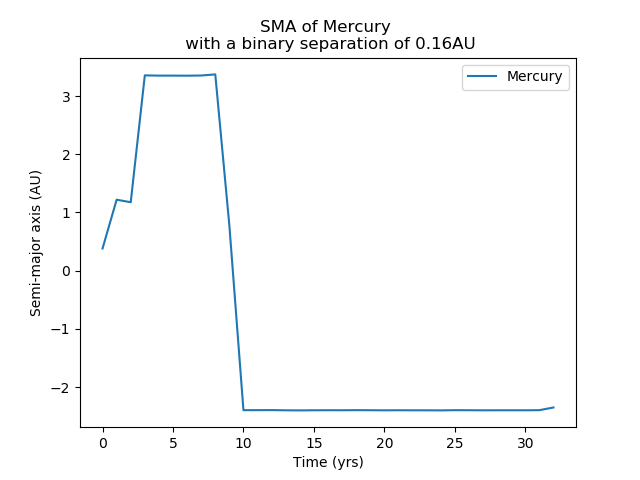 SMA of Mercury
with a binary separation of 0.16AU
Mercury
Semi-major axis (AU)
3
2
1
0
−1
−2
0 5 10 15 20 25 30
Time (yrs)